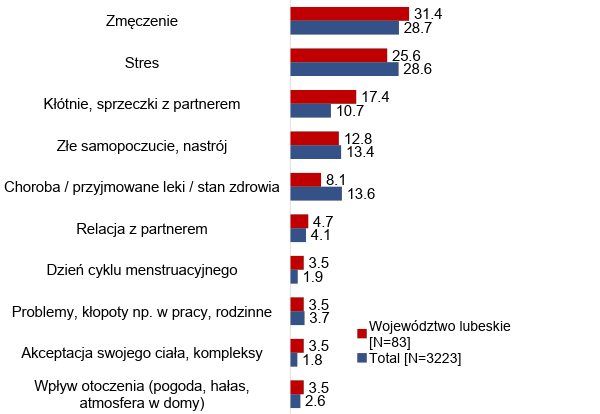 Zmęczenie
31.4
28.7
Stres
25.6
28.6
Kłótnie, sprzeczki z partnerem
17.4
10.7
Złe samopoczucie, nastrój
12.8
13.4
Choroba / przyjmowane leki / stan zdrowia
8.1
13.6
Relacja z partnerem
4.7
4.1
Dzień cyklu menstruacyjnego
3.5
1.9
Problemy, kłopoty np. w pracy, rodzinne
3.5
3.7
Akceptacja swojego ciała, kompleksy
3.5
1.8
Wpływ otoczenia (pogoda, hałas,
atmosfera w domu)
3.5
2.6
Województwo lubeskie
[N=83]
Total [N=3223]